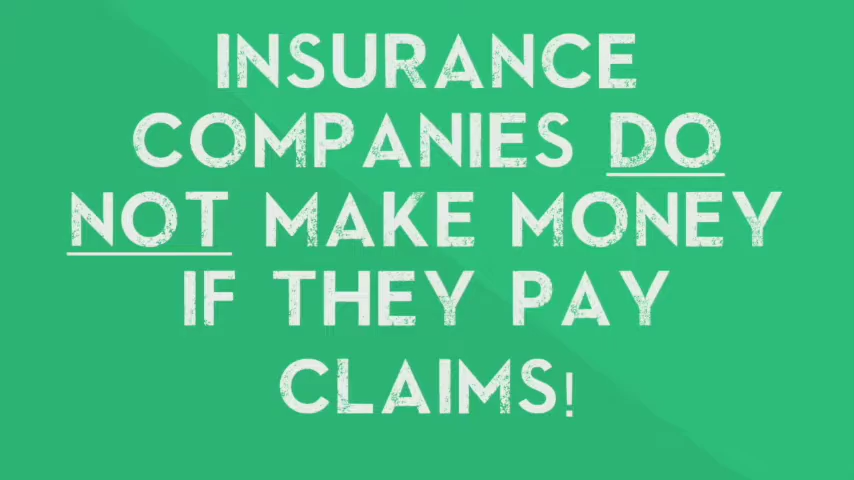 INSURANCE
COMPANIES DO
NOT MAKE MONEY
IF THEY PAY
CLAIMS!